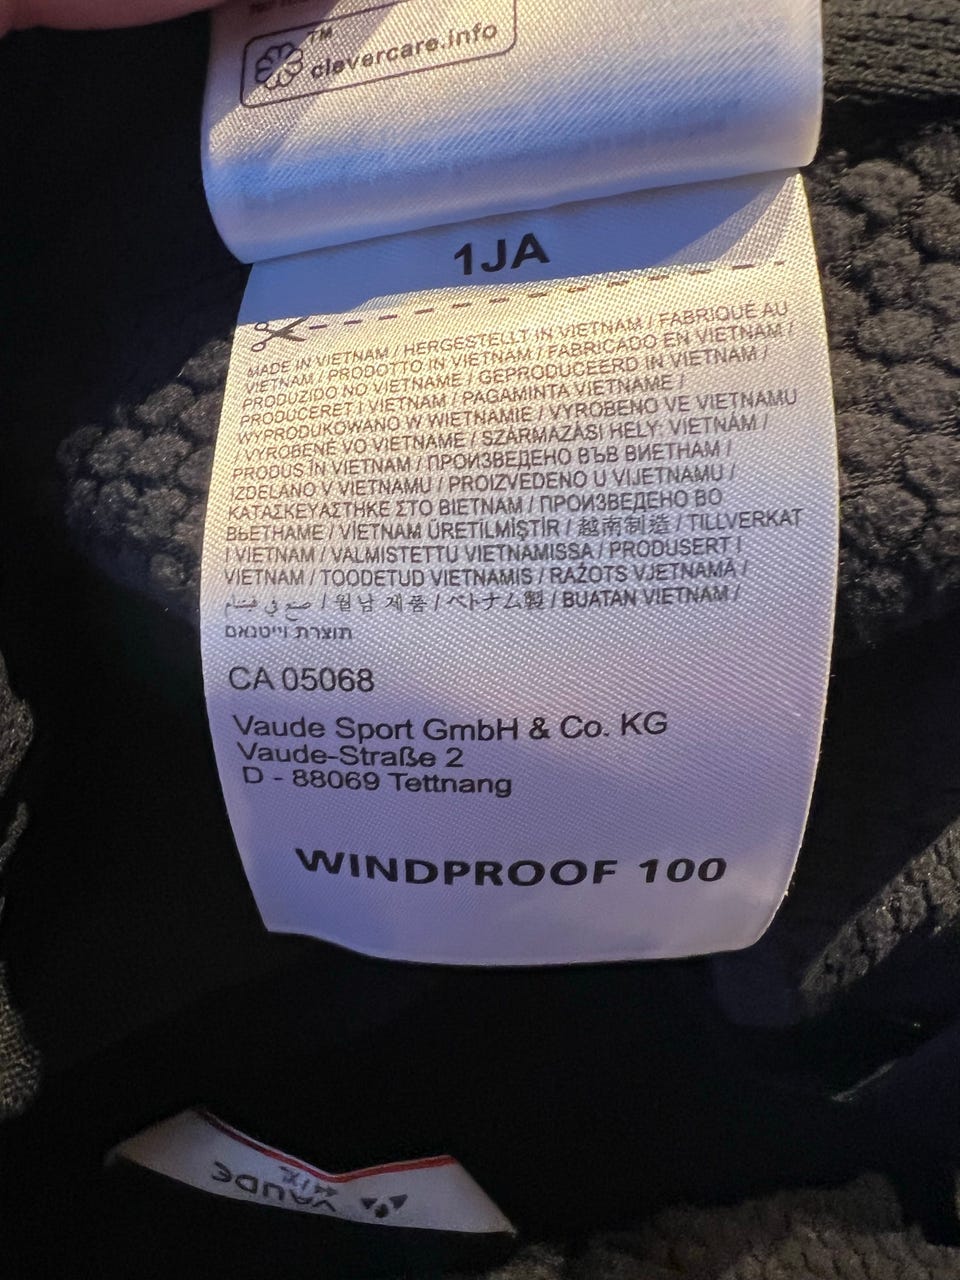 TM
clevercare.info
1JA
MADE IN VIETNAM / HERGESTELLT IN VIETNAM / FABRIQUÉ AU
VIETNAM / PRODOTTO IN VIETNAM / FABRICADO EN VIETNAM /
PRODUZIDO NO VIETNAME / GEPRODUCEERD IN VIETNAM /
PRODUCERET I VIETNAM / PAGAMINTA VIETNAME /
WYPRODUKOWANO W WIETNAMIE / VYROBENO VE VIETNAMU
/ VYROBENÉ VO VIETNAME / SZÁRMAZÁSI HELY: VIETNÁM /
PRODUS ÎN VIETNAM / ПРОИЗВЕДЕНО ВЪВ ВИЕТНАМ /
IZDELANO V VIETNAMU / PROIZVEDENO U VIJETNAMU /
ΚΑΤΑΣΚΕΥΑΣΤΗΚΕ ΣΤΟ ΒΙΕΤΝΑΜ / ПРОИЗВЕДЕНО ВО
ВЬЕТНАМЕ / VİETNAM ÜRETİLMİŞTİR / 越南制造 / TILLVERKAT
I VIETNAM / VALMISTETTU VIETNAMISSA / PRODUSERT I
VIETNAM / TOODETUD VIETNAMIS / RAŽOTS VJETNAMĀ /
صنع في فيتنام / 월남 제품 / ベトナム製 / BUATAN VIETNAM /
תוצרת וייטנאם
CA 05068
Vaude Sport GmbH & Co. KG
Vaude-Straße 2
D - 88069 Tettnang
WINDPROOF 100
VAUDE